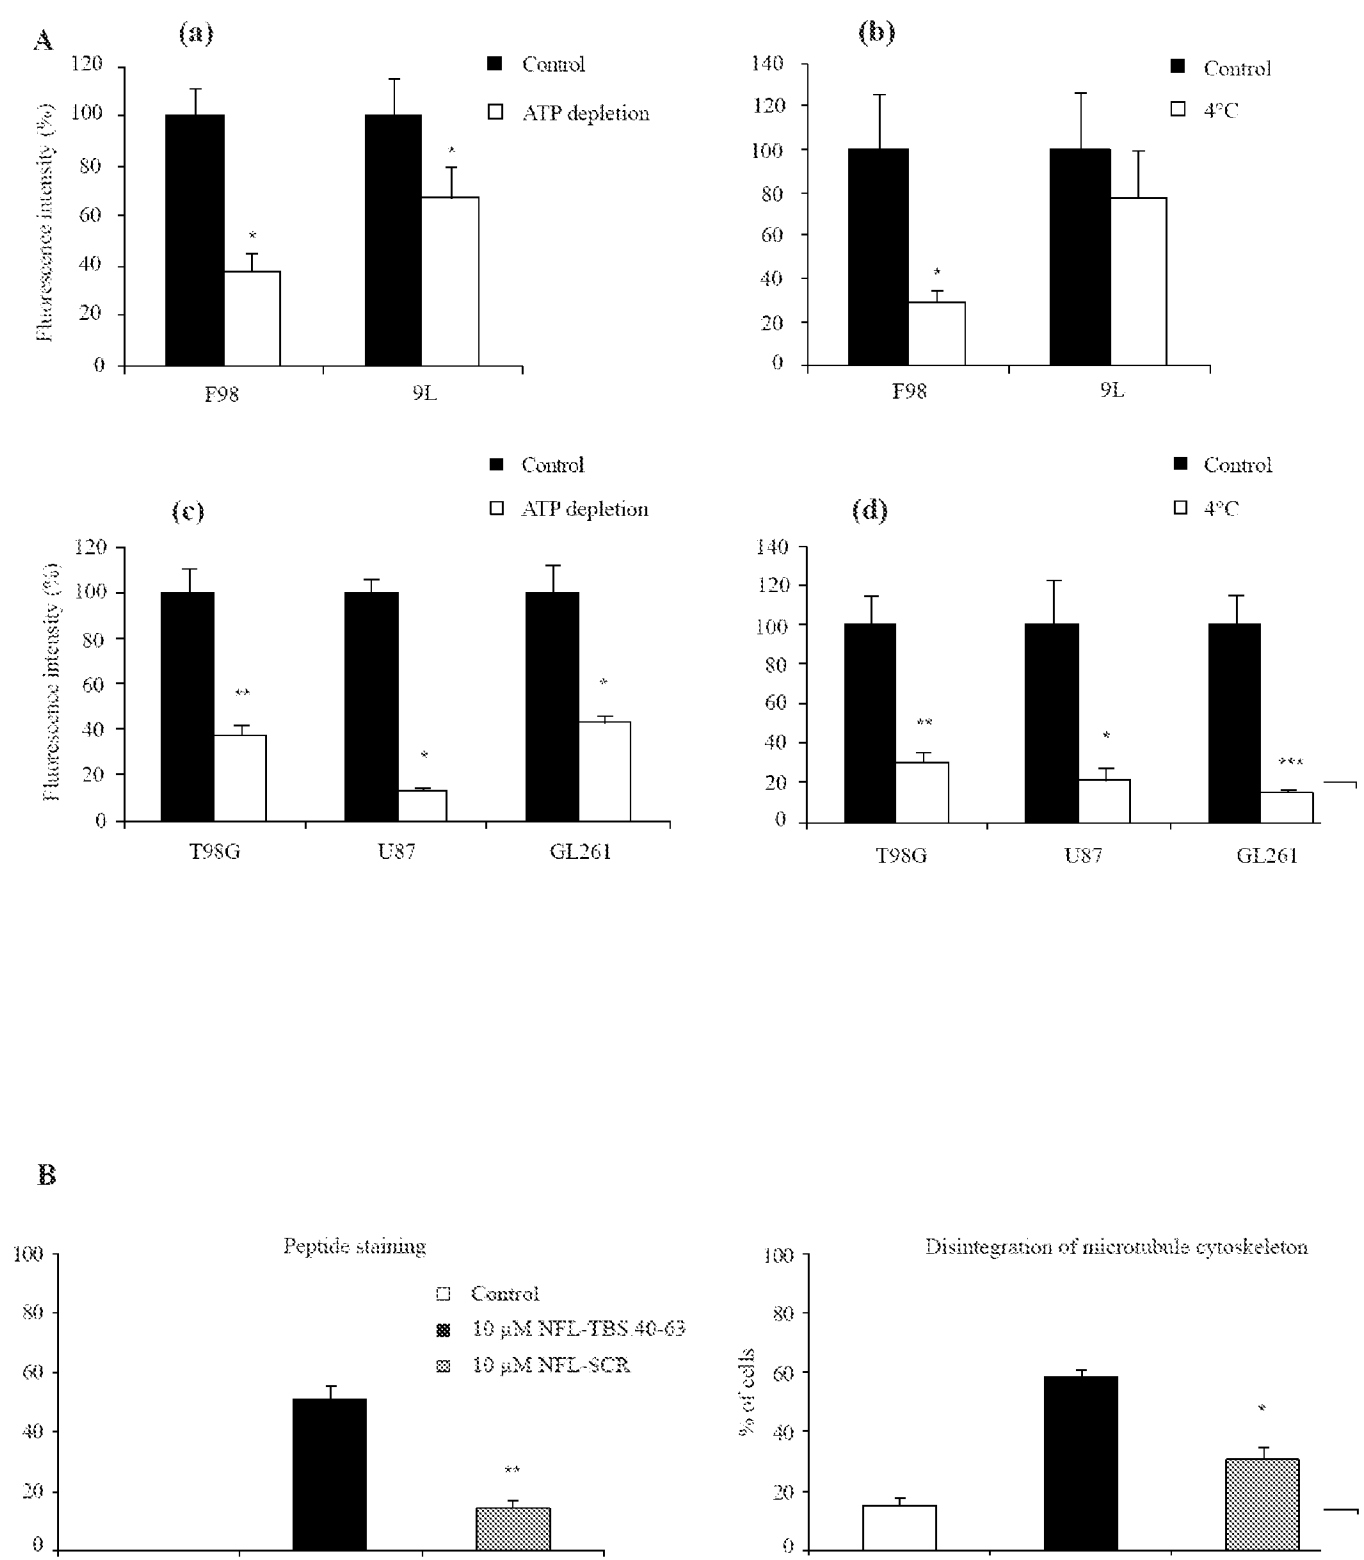 A
(a)
Control
ATP depletion
Fluorescence intensity (%)
120
100
80
60
40
20
0
*
*
F98
9L
(b)
Control
4°C
140
120
100
80
60
40
20
0
*
F98
9L
(c)
Control
ATP depletion
Fluorescence intensity (%)
120
100
80
60
40
20
0
**
*
*
T98G
U87
GL261
(d)
Control
4°C
140
120
100
80
60
40
20
0
**
*
***
T98G
U87
GL261
B
Peptide staining
Control
10 µM NFL-TBS.40-63
10 µM NFL-SCR
100
80
60
40
20
0
**
Disintegration of microtubule cytoskeleton
% of cells
100
80
60
40
20
0
*